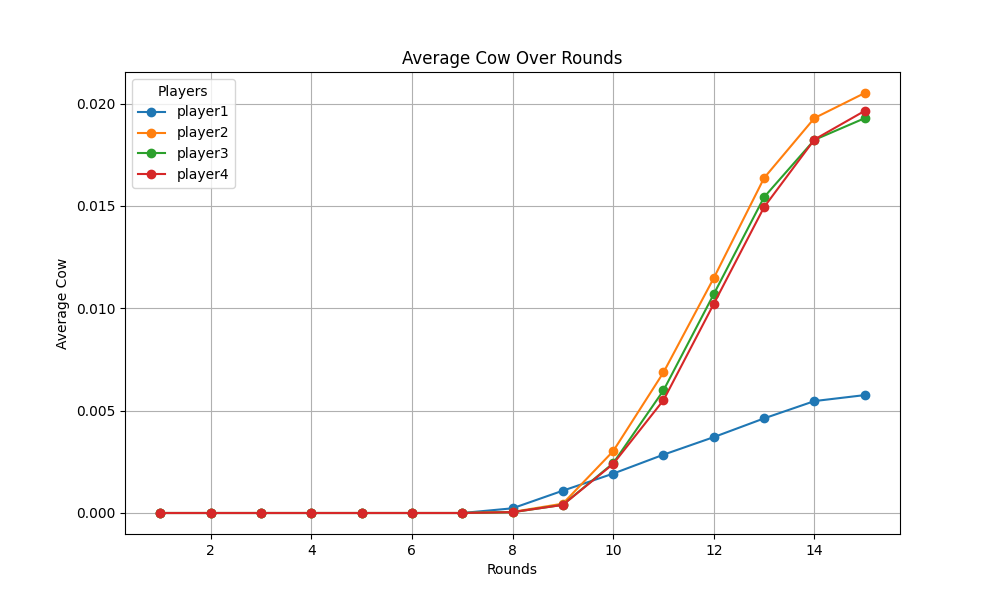 Average Cow Over Rounds
Players
player1
player2
player3
player4
Average Cow
0.020
0.015
0.010
0.005
0.000
2 4 6 8 10 12 14
Rounds